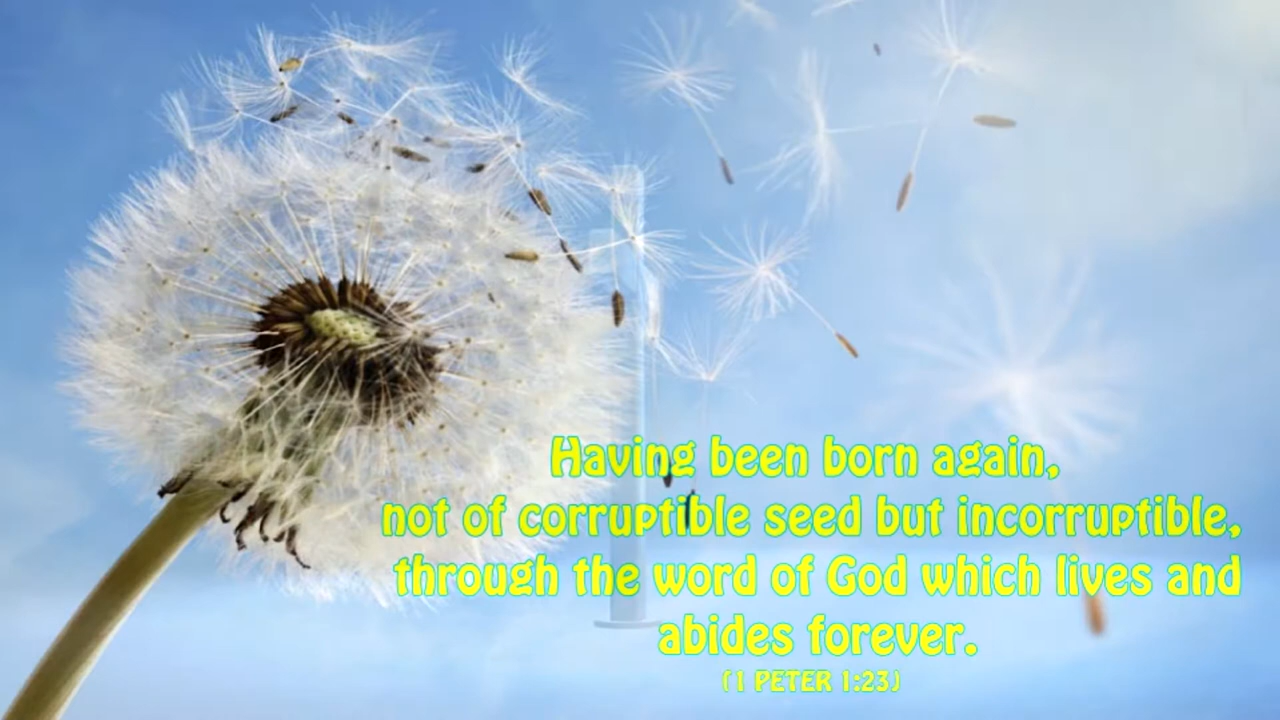 Having been born again,
not of corruptible seed but incorruptible,
through the word of God which lives and
abides forever.
(1 PETER 1:23)